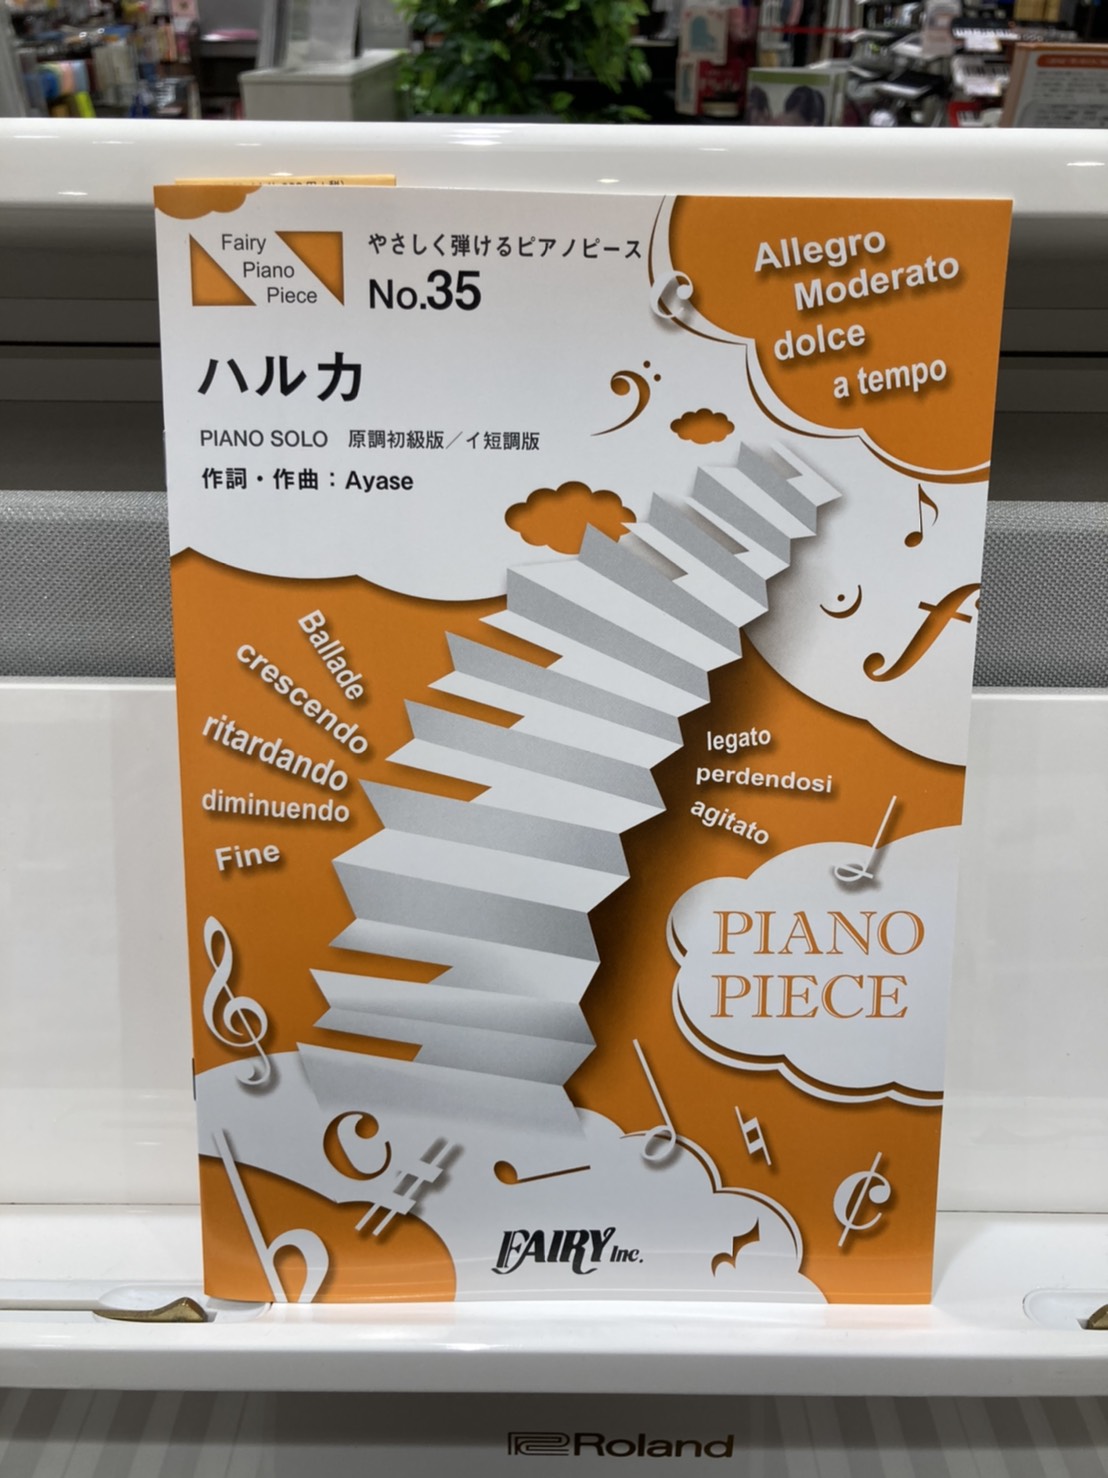 Fairy
Piano
Piece
やさしく弾けるピアノピース
No.35
ハルカ
PIANO SOLO 原調初級版／イ短調版
作詞・作曲：Ayase
Allegro
Moderato
dolce
a tempo
Ballade
crescendo
ritardando
diminuendo
Fine
legato
perdendosi
agitato
PIANO
PIECE
FAIRY Inc.
Roland